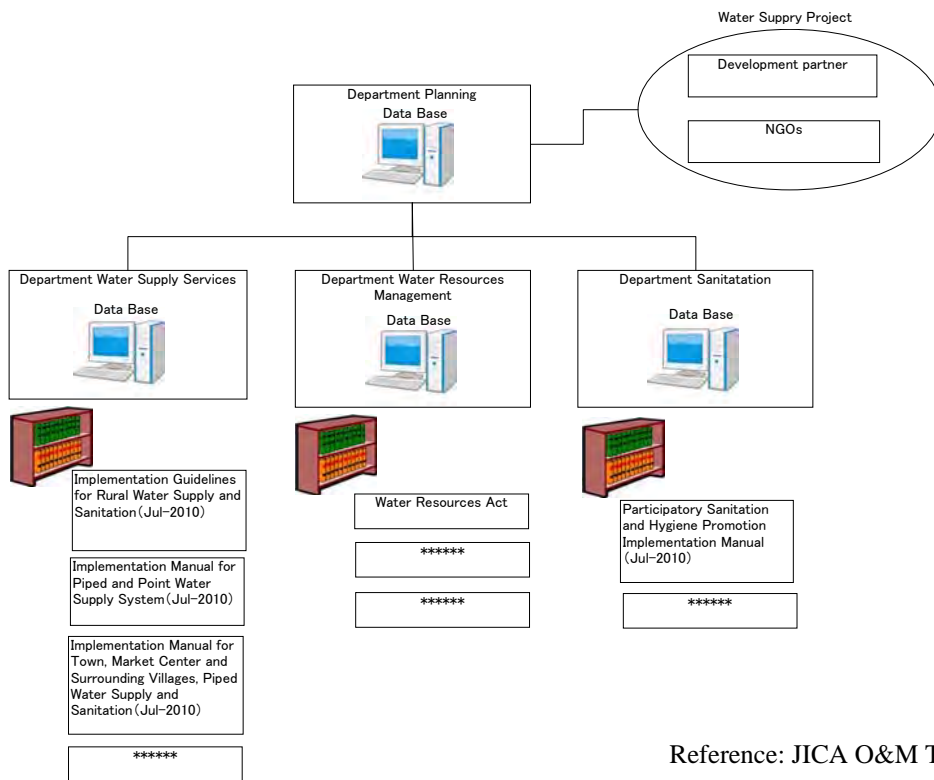 Water Suppry Project
Development partner
NGOs
Department Planning
Data Base
Department Water Supply Services
Data Base
Department Water Resources
Management
Data Base
Department Sanitatation
Data Base
Implementation Guidelines
for Rural Water Supply and
Sanitation(Jul-2010)
Implementation Manual for
Piped and Point Water
Supply System(Jul-2010)
Implementation Manual for
Town, Market Center and
Surrounding Villages, Piped
Water Supply and
Sanitation(Jul-2010)
******
Water Resources Act
******
******
Participatory Sanitation
and Hygiene Promotion
Implementation Manual
(Jul-2010)
******
Reference: JICA O&M T